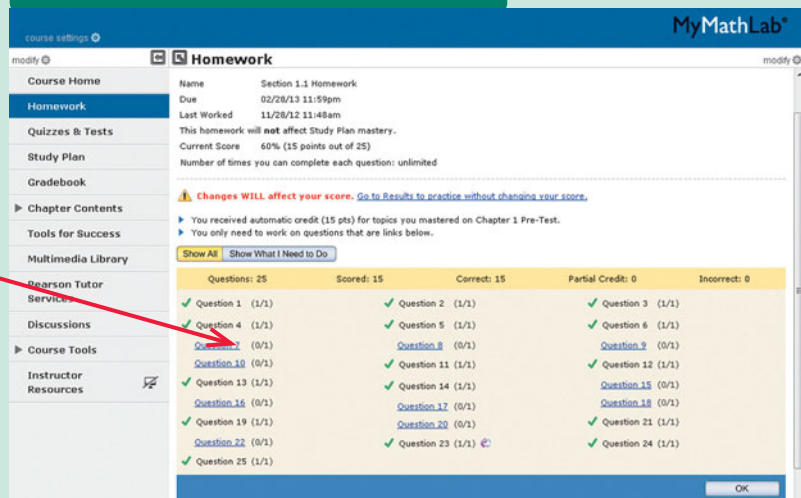 MyMathLab®
course settings
modify
Homework
modify
Course Home
Homework
Quizzes & Tests
Study Plan
Gradebook
Chapter Contents
Tools for Success
Multimedia Library
Pearson Tutor
Services
Discussions
Course Tools
Instructor
Resources
Name Section 1.1 Homework
Due 02/28/13 11:59pm
Last Worked 11/28/12 11:48am
This homework will not affect Study Plan mastery.
Current Score 60% (15 points out of 25)
Number of times you can complete each question: unlimited
Changes WILL affect your score. Go to Results to practice without changing your score.
You received automatic credit (15 pts) for topics you mastered on Chapter 1 Pre-Test.
You only need to work on questions that are links below.
Show All Show What I Need to Do
Questions: 25 Scored: 15 Correct: 15 Partial Credit: 0 Incorrect: 0
Question 1 (1/1) Question 2 (1/1) Question 3 (1/1)
Question 4 (1/1) Question 5 (1/1) Question 6 (1/1)
Question 7 (0/1) Question 8 (0/1) Question 9 (0/1)
Question 10 (0/1) Question 11 (1/1) Question 12 (1/1)
Question 13 (1/1) Question 14 (1/1) Question 15 (0/1)
Question 16 (0/1) Question 17 (0/1) Question 18 (0/1)
Question 19 (1/1) Question 20 (0/1) Question 21 (1/1)
Question 22 (0/1) Question 23 (1/1) Question 24 (1/1)
Question 25 (1/1)
OK